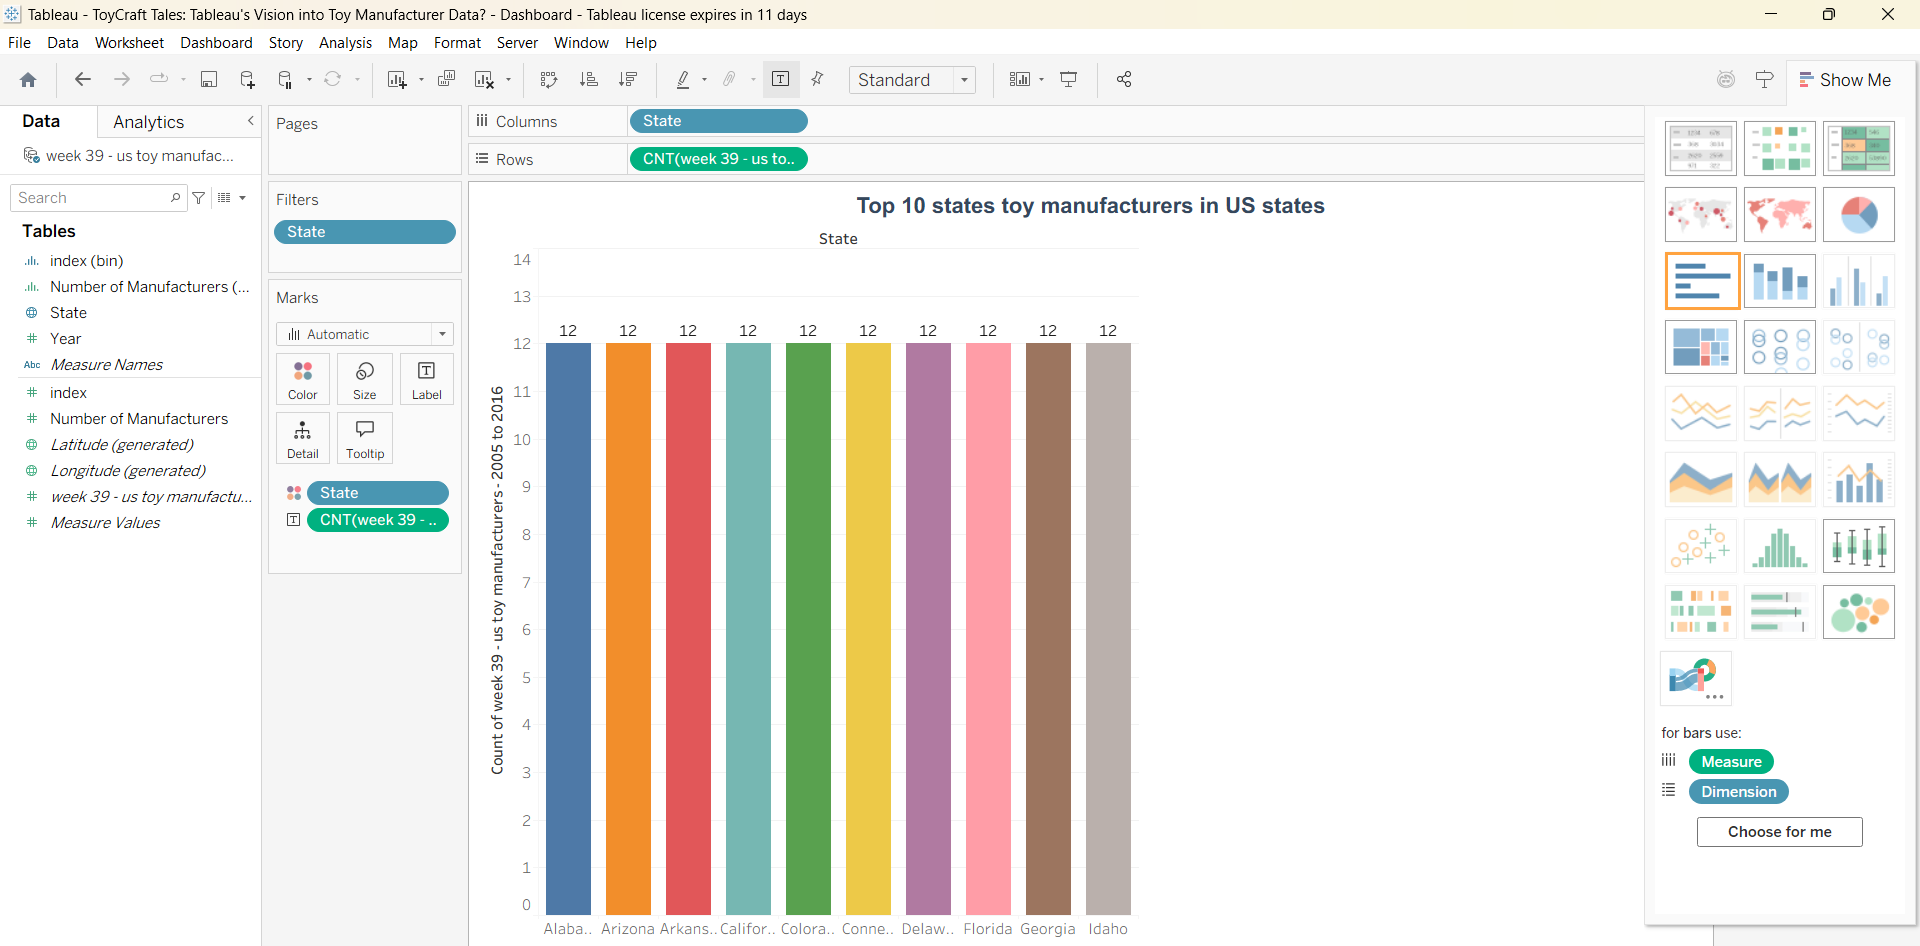 Tableau - ToyCraft Tales: Tableau's Vision into Toy Manufacturer Data? - Dashboard - Tableau license expires in 11 days
File Data Worksheet Dashboard Story Analysis Map Format Server Window Help
Standard
Show Me
Data Analytics
week 39 - us toy manufac...
Search
Tables
index (bin)
Number of Manufacturers (...
State
Year
Abc Measure Names
index
Number of Manufacturers
Latitude (generated)
Longitude (generated)
week 39 - us toy manufactu...
Measure Values
Pages
Filters
State
Marks
Automatic
Color Size Label
Detail Tooltip
State
CNT(week 39 - ..
Columns State
Rows CNT(week 39 - us to..
Top 10 states toy manufacturers in US states
State
Count of week 39 - us toy manufacturers - 2005 to 2016
14
13
12
11
10
9
8
7
6
5
4
3
2
1
0
12 12 12 12 12 12 12 12 12 12
Alaba.. Arizona Arkans.. Califor.. Colora.. Conne.. Delaw.. Florida Georgia Idaho
for bars use:
Measure
Dimension
Choose for me